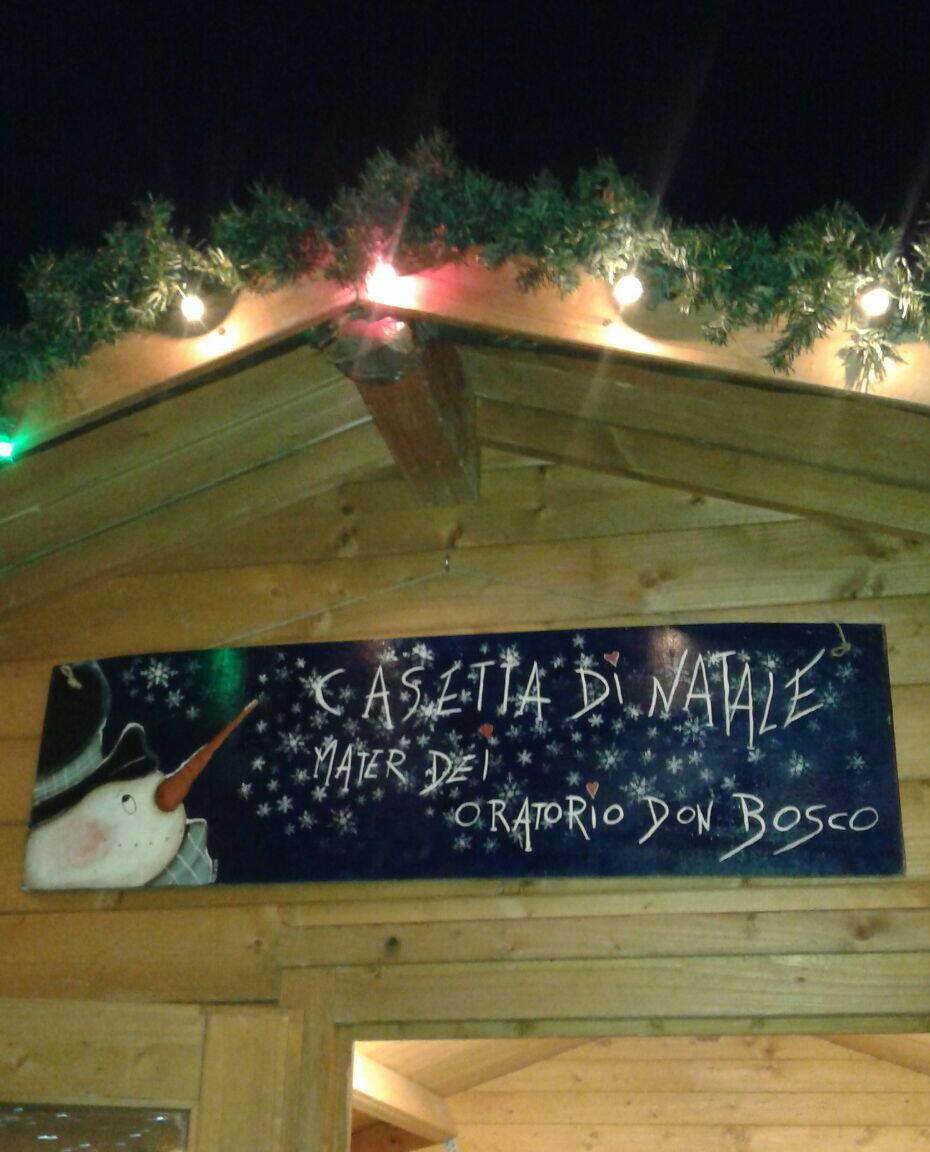 CASETTA Di NATALE
MATER DEi
ORATORiO DON BOSCO